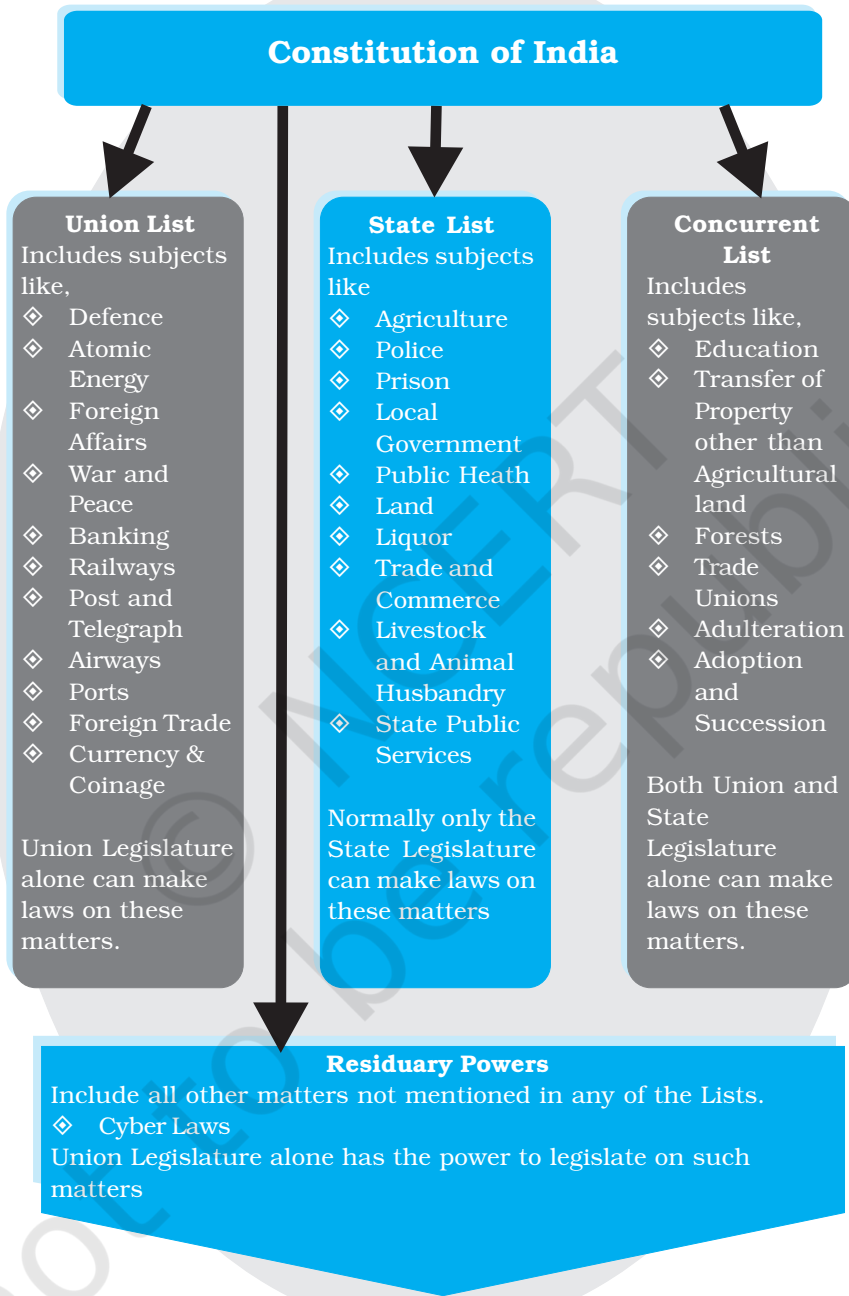 Constitution of India
Union List
Includes subjects
like,
Defence
Atomic
Energy
Foreign
Affairs
War and
Peace
Banking
Railways
Post and
Telegraph
Airways
Ports
Foreign Trade
Currency &
Coinage
Union Legislature
alone can make
laws on these
matters.
State List
Includes subjects
like
Agriculture
Police
Prison
Local
Government
Public Heath
Land
Liquor
Trade and
Commerce
Livestock
and Animal
Husbandry
State Public
Services
Normally only the
State Legislature
can make laws on
these matters
Concurrent
List
Includes
subjects like,
Education
Transfer of
Property
other than
Agricultural
land
Forests
Trade
Unions
Adulteration
Adoption
and
Succession
Both Union and
State
Legislature
alone can make
laws on these
matters.
Residuary Powers
Include all other matters not mentioned in any of the Lists.
Cyber Laws
Union Legislature alone has the power to legislate on such
matters
© NCERT
not to be republi